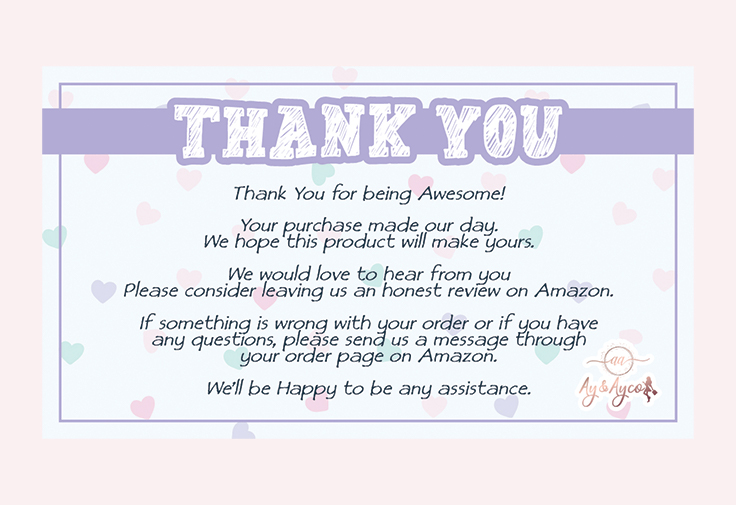 THANK YOU
Thank You for being Awesome!
Your purchase made our day.
We hope this product will make yours.
We would love to hear from you
Please consider leaving us an honest review on Amazon.
If something is wrong with your order or if you have
any questions, please send us a message through
your order page on Amazon.
We'll be Happy to be any assistance.
aa
Ay&Ayco